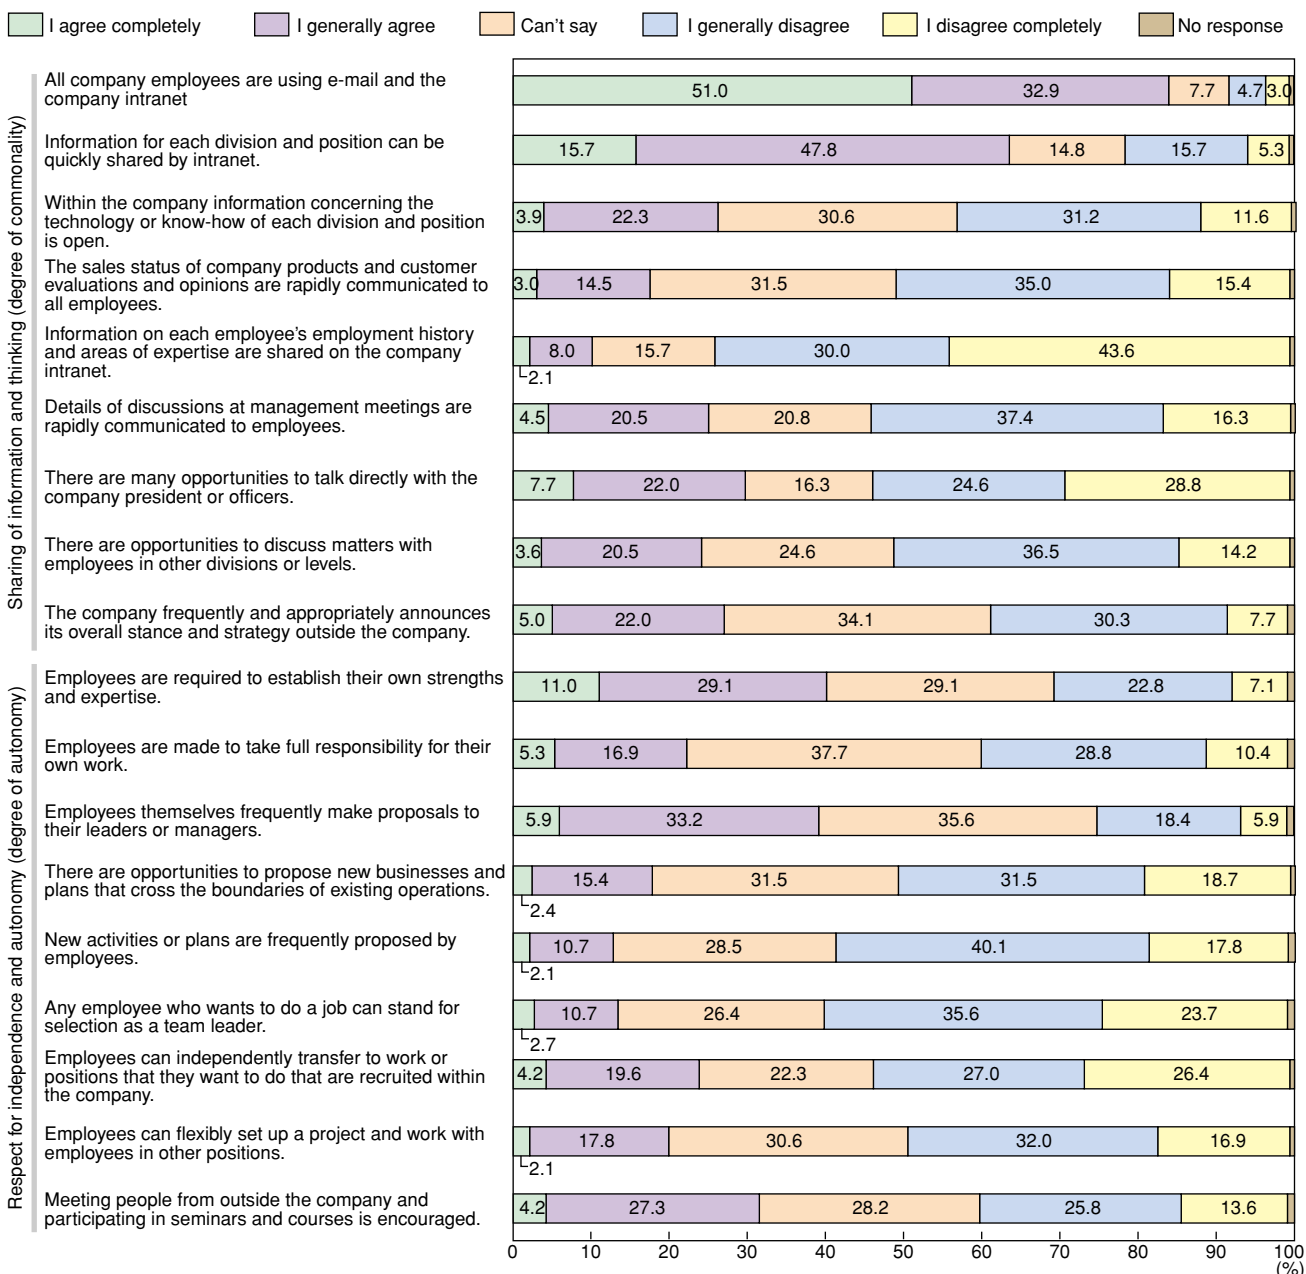 I agree completely
I generally agree
Can't say
I generally disagree
I disagree completely
No response
Sharing of information and thinking (degree of commonality)
All company employees are using e-mail and the
company intranet
51.0 32.9 7.7 4.7 3.0
Information for each division and position can be
quickly shared by intranet.
15.7 47.8 14.8 15.7 5.3
Within the company information concerning the
technology or know-how of each division and position
is open.
3.9 22.3 30.6 31.2 11.6
The sales status of company products and customer
evaluations and opinions are rapidly communicated to
all employees.
3.0 14.5 31.5 35.0 15.4
Information on each employee’s employment history
and areas of expertise are shared on the company
intranet.
8.0 15.7 30.0 43.6
2.1
Details of discussions at management meetings are
rapidly communicated to employees.
4.5 20.5 20.8 37.4 16.3
There are many opportunities to talk directly with the
company president or officers.
7.7 22.0 16.3 24.6 28.8
There are opportunities to discuss matters with
employees in other divisions or levels.
3.6 20.5 24.6 36.5 14.2
The company frequently and appropriately announces
its overall stance and strategy outside the company.
5.0 22.0 34.1 30.3 7.7
Respect for independence and autonomy (degree of autonomy)
Employees are required to establish their own strengths
and expertise.
11.0 29.1 29.1 22.8 7.1
Employees are made to take full responsibility for their
own work.
5.3 16.9 37.7 28.8 10.4
Employees themselves frequently make proposals to
their leaders or managers.
5.9 33.2 35.6 18.4 5.9
There are opportunities to propose new businesses and
plans that cross the boundaries of existing operations.
15.4 31.5 31.5 18.7
2.4
New activities or plans are frequently proposed by
employees.
10.7 28.5 40.1 17.8
2.1
Any employee who wants to do a job can stand for
selection as a team leader.
10.7 26.4 35.6 23.7
2.7
Employees can independently transfer to work or
positions that they want to do that are recruited within
the company.
4.2 19.6 22.3 27.0 26.4
Employees can flexibly set up a project and work with
employees in other positions.
17.8 30.6 32.0 16.9
2.1
Meeting people from outside the company and
participating in seminars and courses is encouraged.
4.2 27.3 28.2 25.8 13.6
0 10 20 30 40 50 60 70 80 90 100
(%)